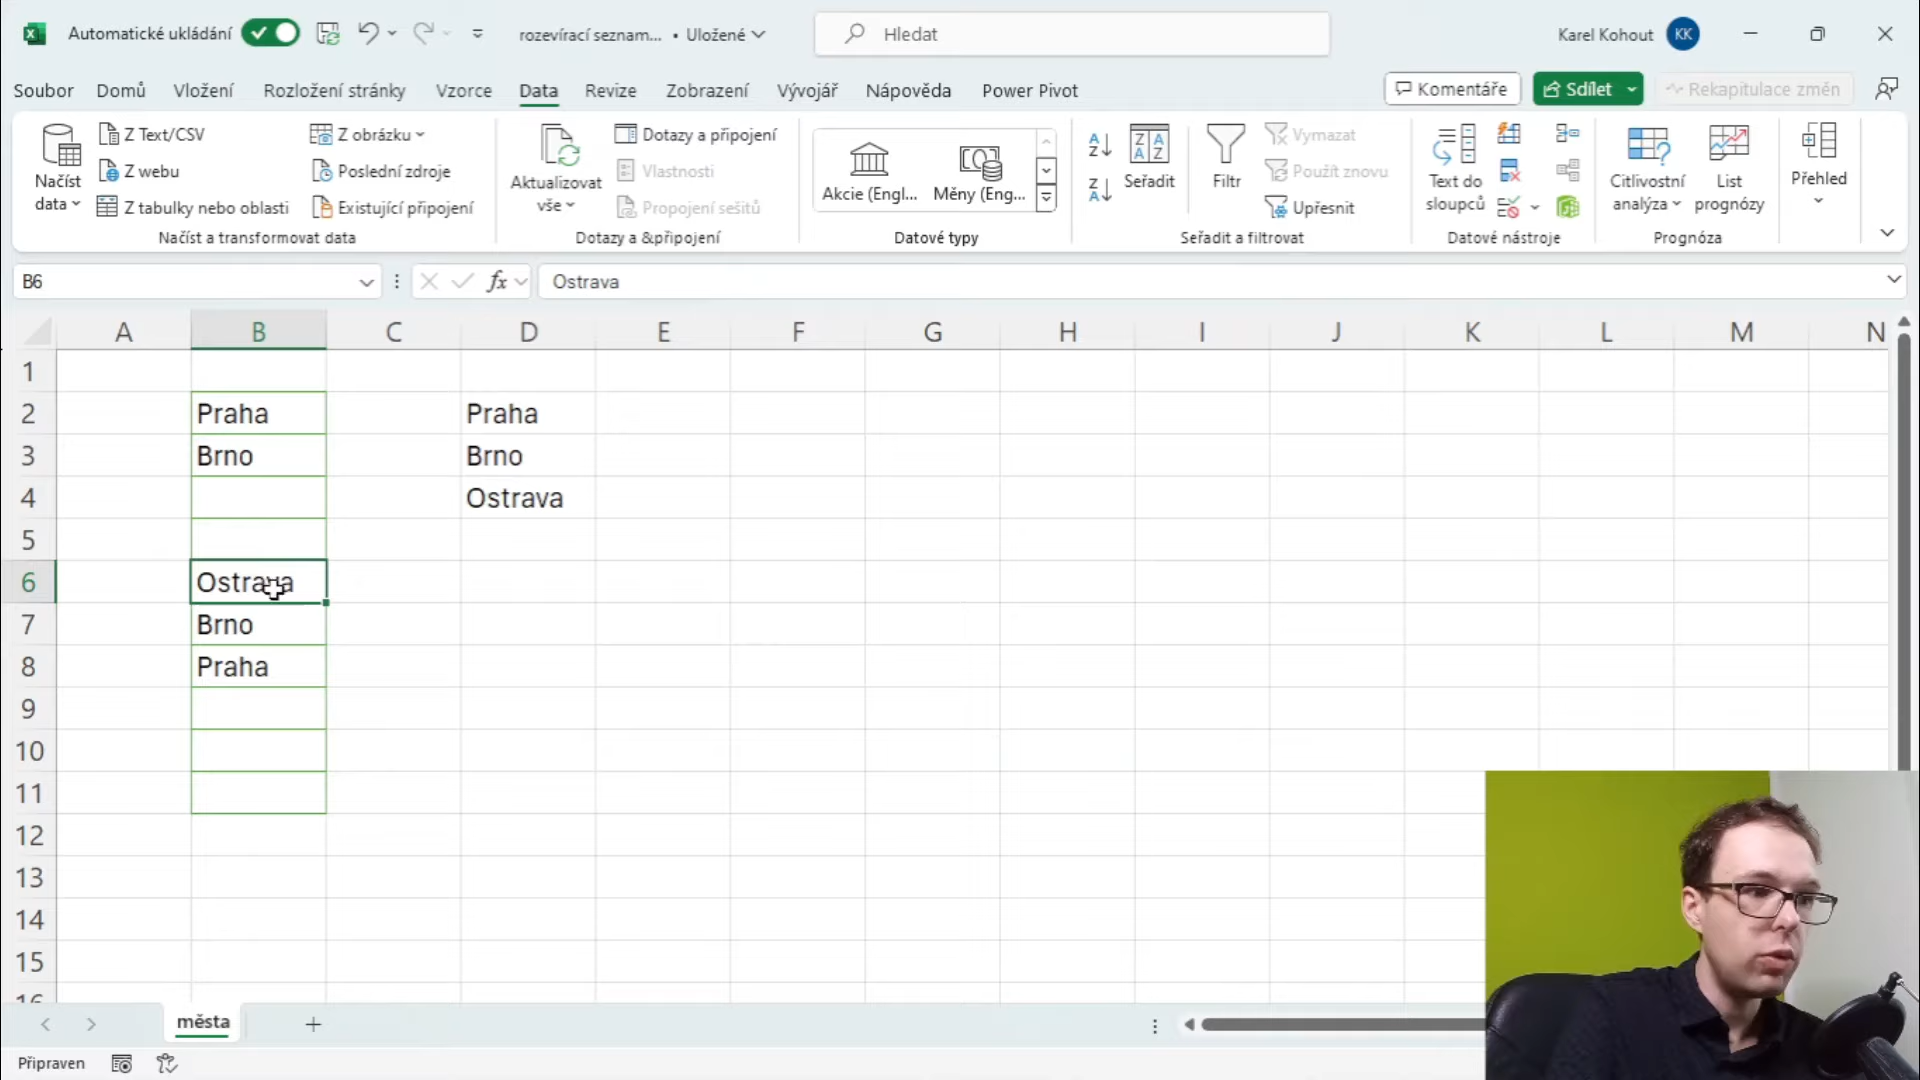 Automatické ukládání rozevírací seznam... • Uložené Hledat Karel Kohout KK
Soubor Domů Vložení Rozložení stránky Vzorce Data Revize Zobrazení Vývojář Nápověda Power Pivot Komentáře Sdílet Rekapitulace změn
Načíst data
Z Text/CSV
Z webu
Z tabulky nebo oblasti
Z obrázku
Poslední zdroje
Existující připojení
Načíst a transformovat data
Aktualizovat vše
Dotazy a připojení
Vlastnosti
Propojení sešitů
Dotazy a &připojení
Akcie (Engl... Měny (Eng...
Datové typy
Seřadit
Filtr
Vymazat
Použít znovu
Upřesnit
Seřadit a filtrovat
Text do sloupců
Datové nástroje
Citlivostní analýza
List prognózy
Prognóza
Přehled
B6 fx Ostrava
A B C D E F G H I J K L M N
1
2 Praha Praha
3 Brno Brno
4 Ostrava
5
6 Ostrava
7 Brno
8 Praha
9
10
11
12
13
14
15
16
města
Připraven